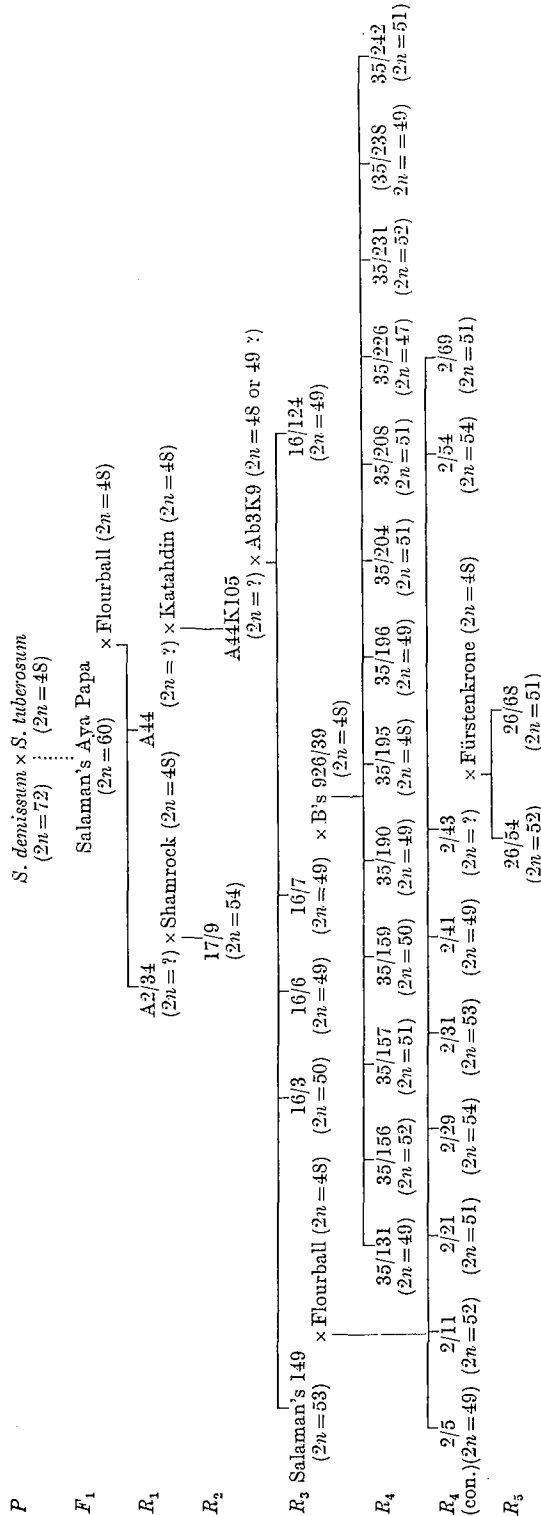 P
S. demissum × S. tuberosum
(2n=72) (2n=48)
F₁
Salaman's Aya Papa
(2n=60)
× Flourball (2n=48)
R₁
A2/34
(2n=?) × Shamrock (2n=48)
A44
(2n=?) × Katahdin (2n=48)
R₂
17/9
(2n=54)
A44K105
(2n=?) × Ab3K9 (2n=48 or 49 ?)
R₃
Salaman's 149
(2n=53)
× Flourball (2n=48)
16/3
(2n=50)
16/6
(2n=49)
16/7
(2n=49)
× B's 926/39
(2n=48)
16/124
(2n=49)
R₄
35/131
(2n=49)
35/156
(2n=52)
35/157
(2n=51)
35/159
(2n=50)
35/190
(2n=49)
35/195
(2n=48)
35/196
(2n=49)
35/204
(2n=51)
35/208
(2n=51)
35/226
(2n=47)
35/231
(2n=52)
(35/238
2n==49)
35/242
(2n=51)
R₄
(con.)
2/5
(2n=49)
2/11
(2n=52)
2/21
(2n=51)
2/29
(2n=54)
2/31
(2n=53)
2/41
(2n=49)
2/43
(2n=?)
× Fürstenkrone (2n=48)
2/54
(2n=54)
2/69
(2n=51)
R₅
26/54
(2n=52)
26/68
(2n=51)